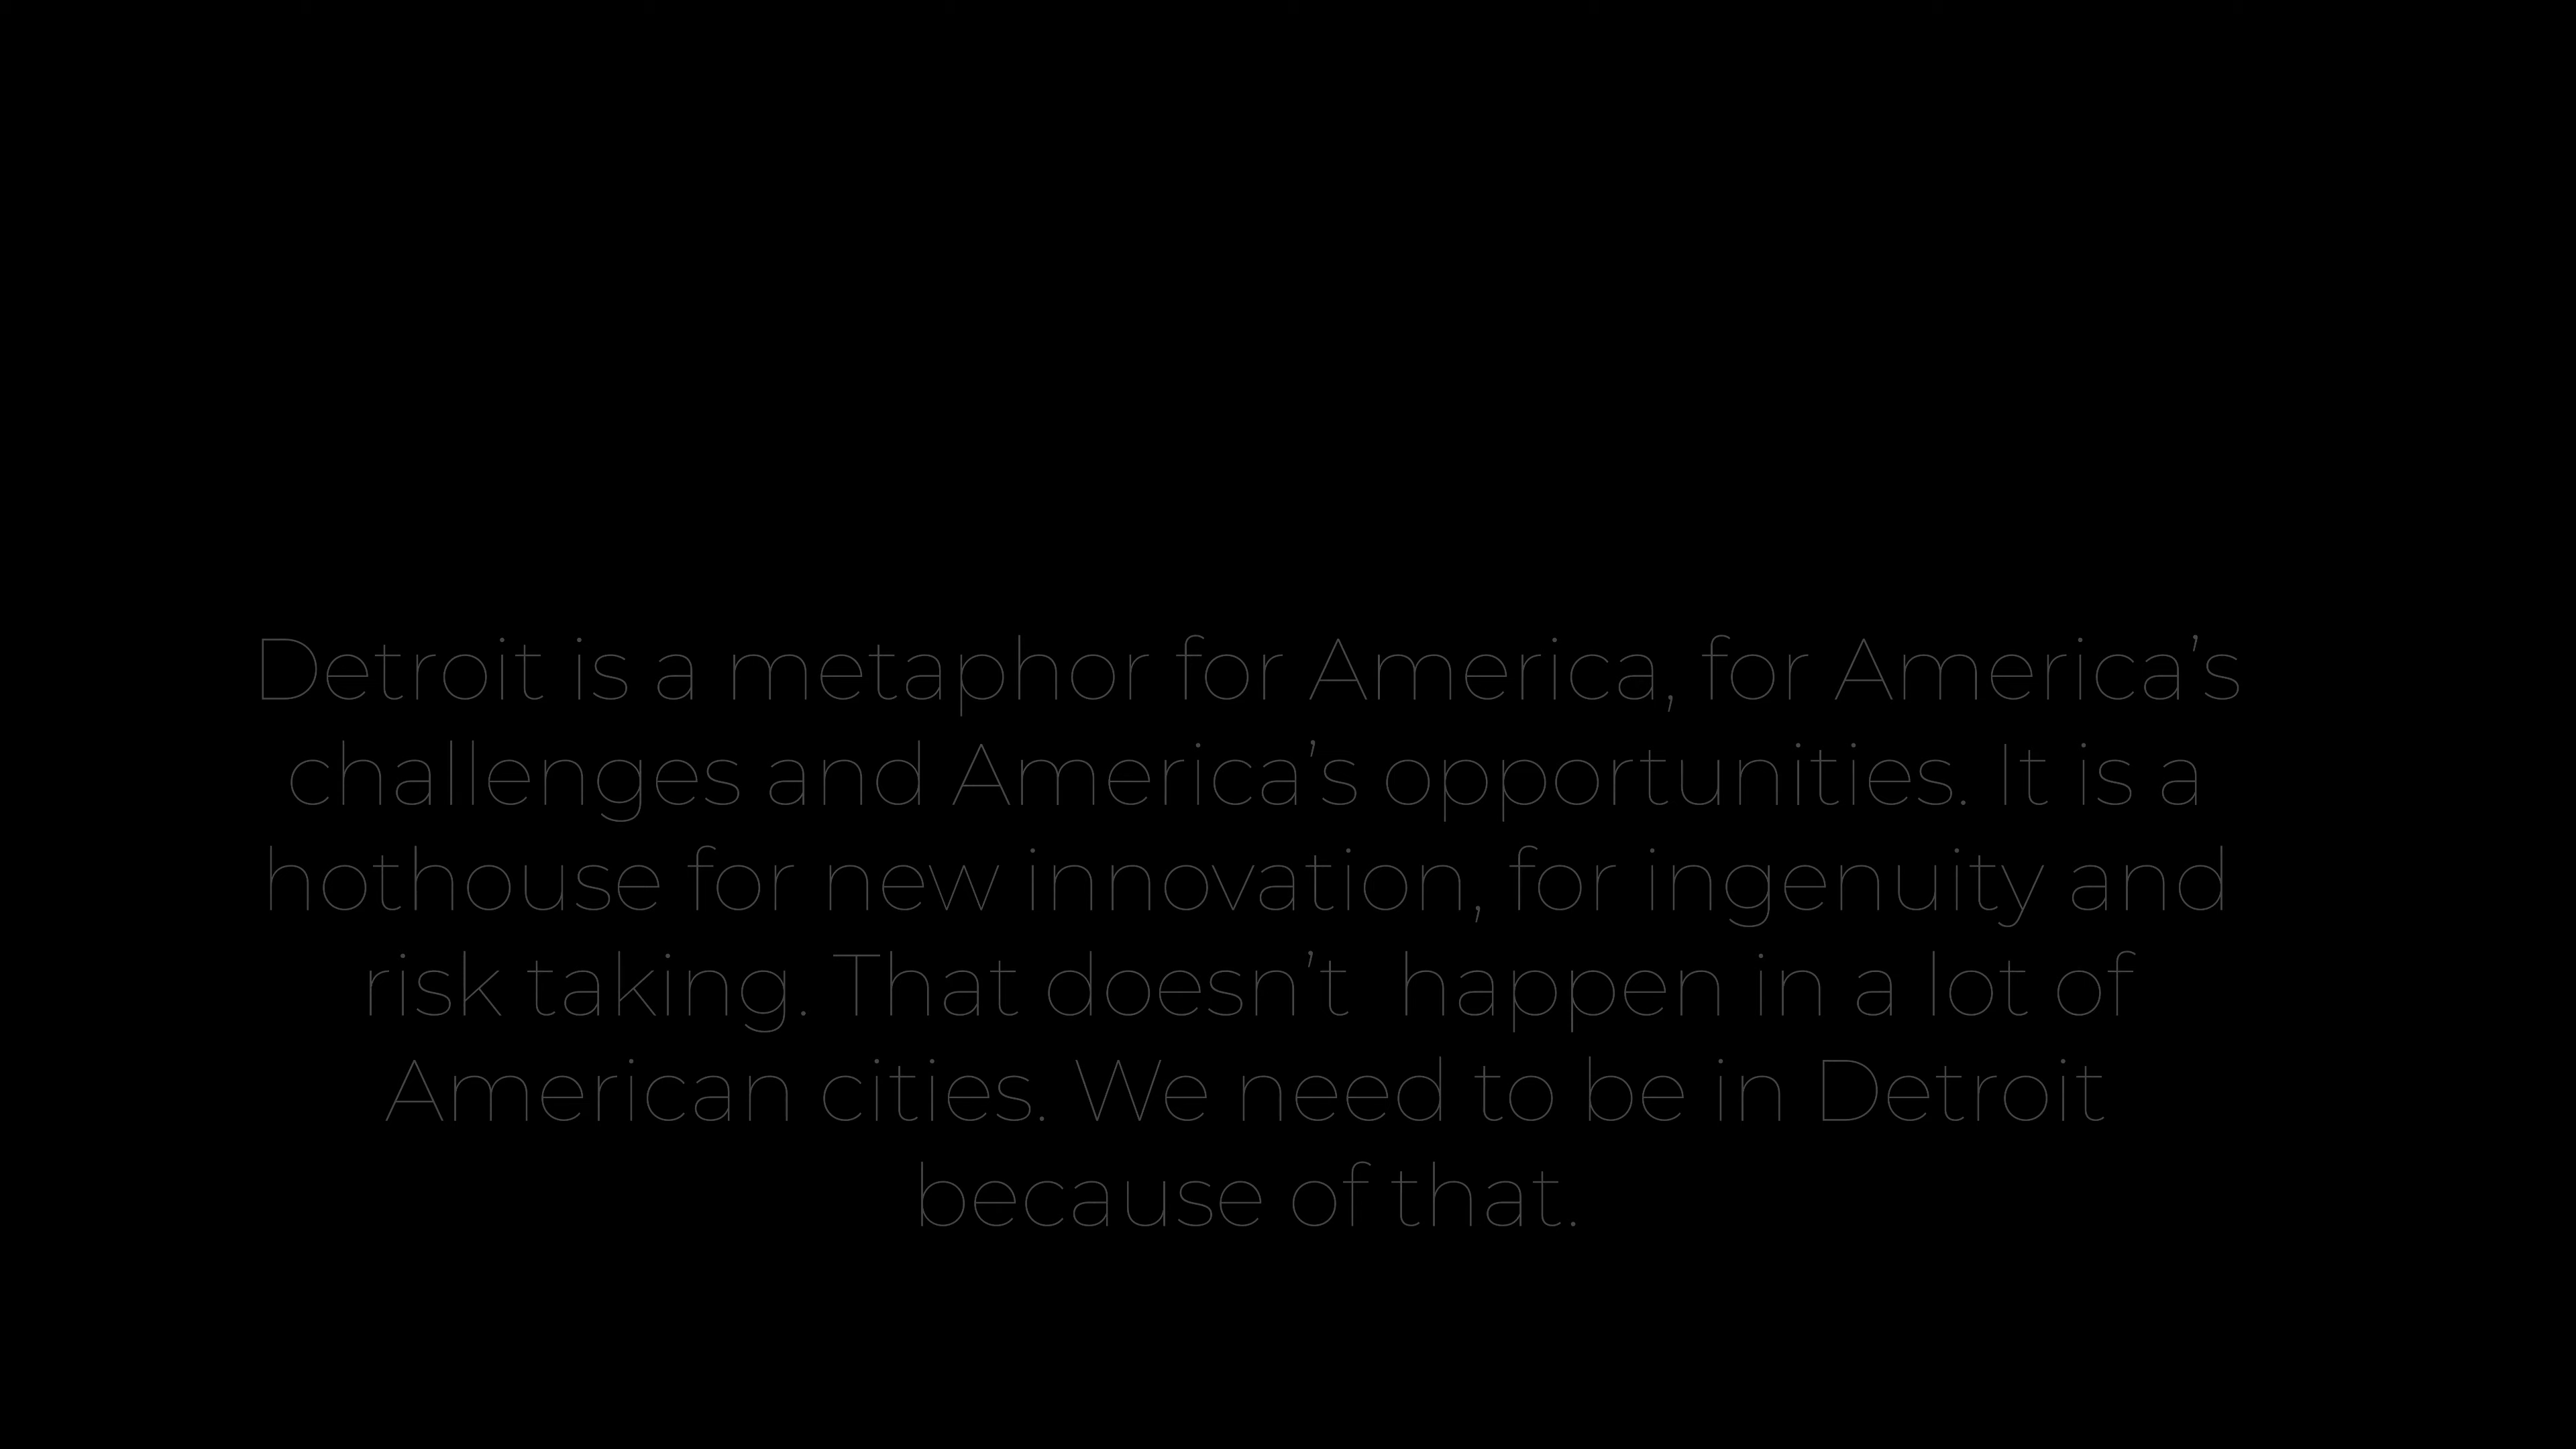 Detroit is a metaphor for America, for America’s
challenges and America’s opportunities. It is a
hothouse for new innovation, for ingenuity and
risk taking. That doesn’t  happen in a lot of
American cities. We need to be in Detroit
because of that.